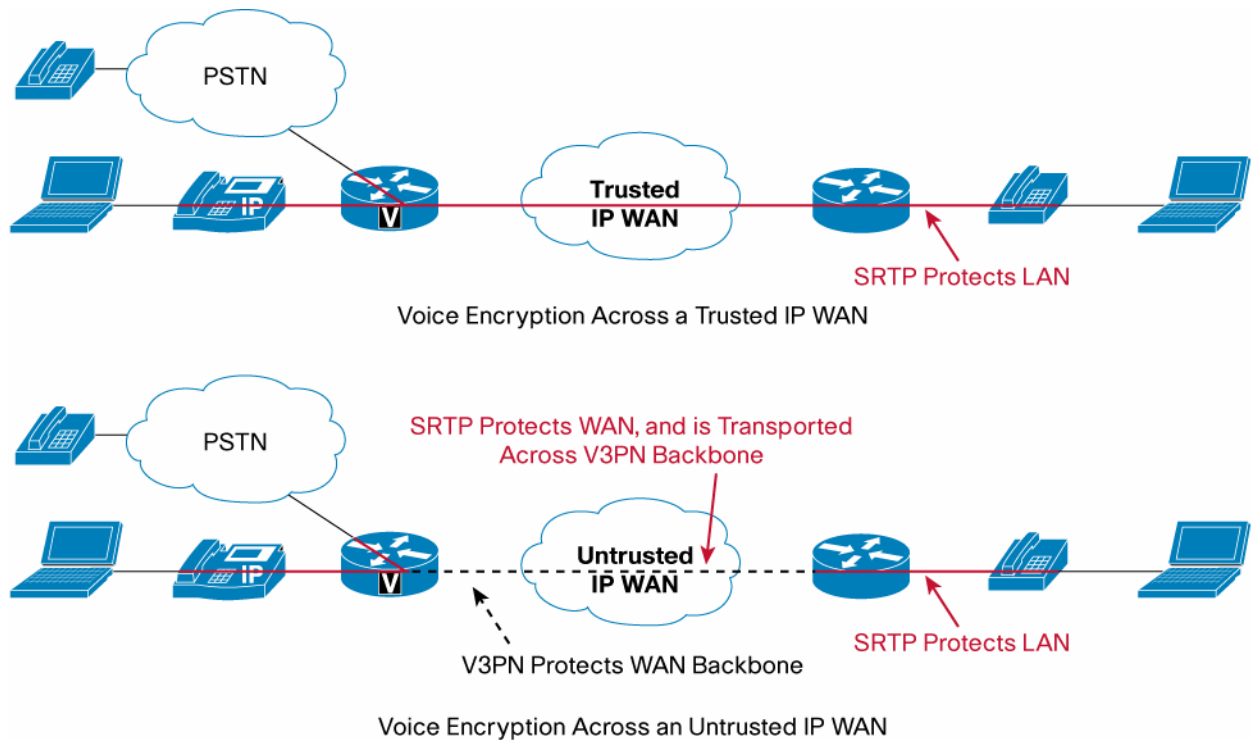 PSTN
IP
V
Trusted
IP WAN
SRTP Protects LAN
Voice Encryption Across a Trusted IP WAN
PSTN
SRTP Protects WAN, and is Transported
Across V3PN Backbone
IP
V
Untrusted
IP WAN
V3PN Protects WAN Backbone
SRTP Protects LAN
Voice Encryption Across an Untrusted IP WAN